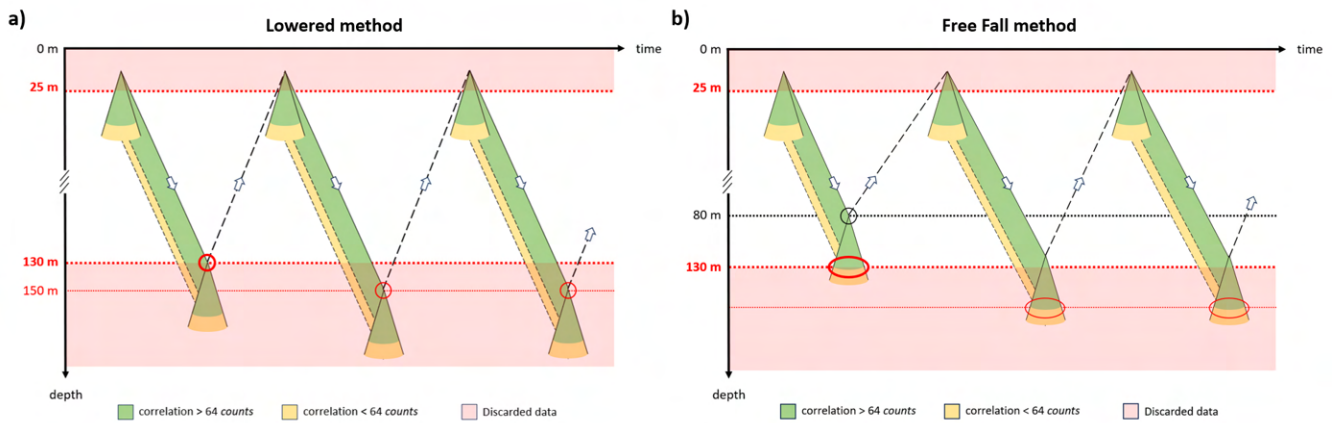 a)
Lowered method
0 m
time
25 m
130 m
150 m
depth
correlation > 64 counts
correlation < 64 counts
Discarded data
b)
Free Fall method
0 m
time
25 m
80 m
130 m
depth
correlation > 64 counts
correlation < 64 counts
Discarded data